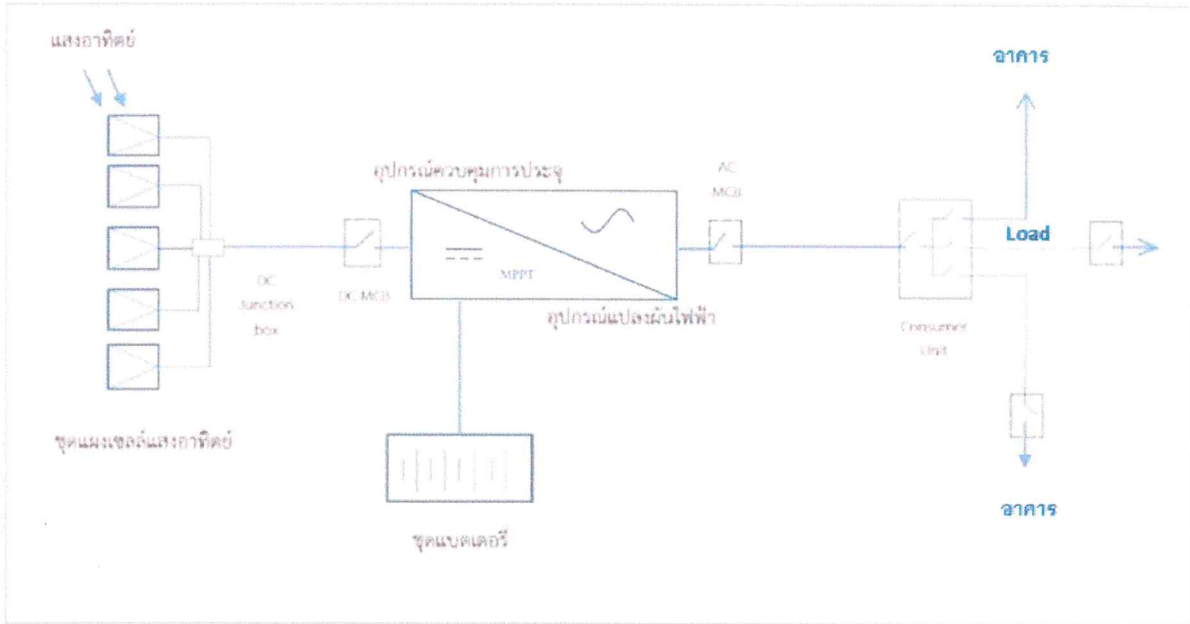 แสงอาทิตย์
อาคาร
อุปกรณ์ควบคุมการประจุ
AC
MCB
Load
MPPT
DC
Junction
box
DC MCB
อุปกรณ์แปลงผันไฟฟ้า
Consumer
Unit
ชุดแผงเซลล์แสงอาทิตย์
อาคาร
ชุดแบตเตอรี่